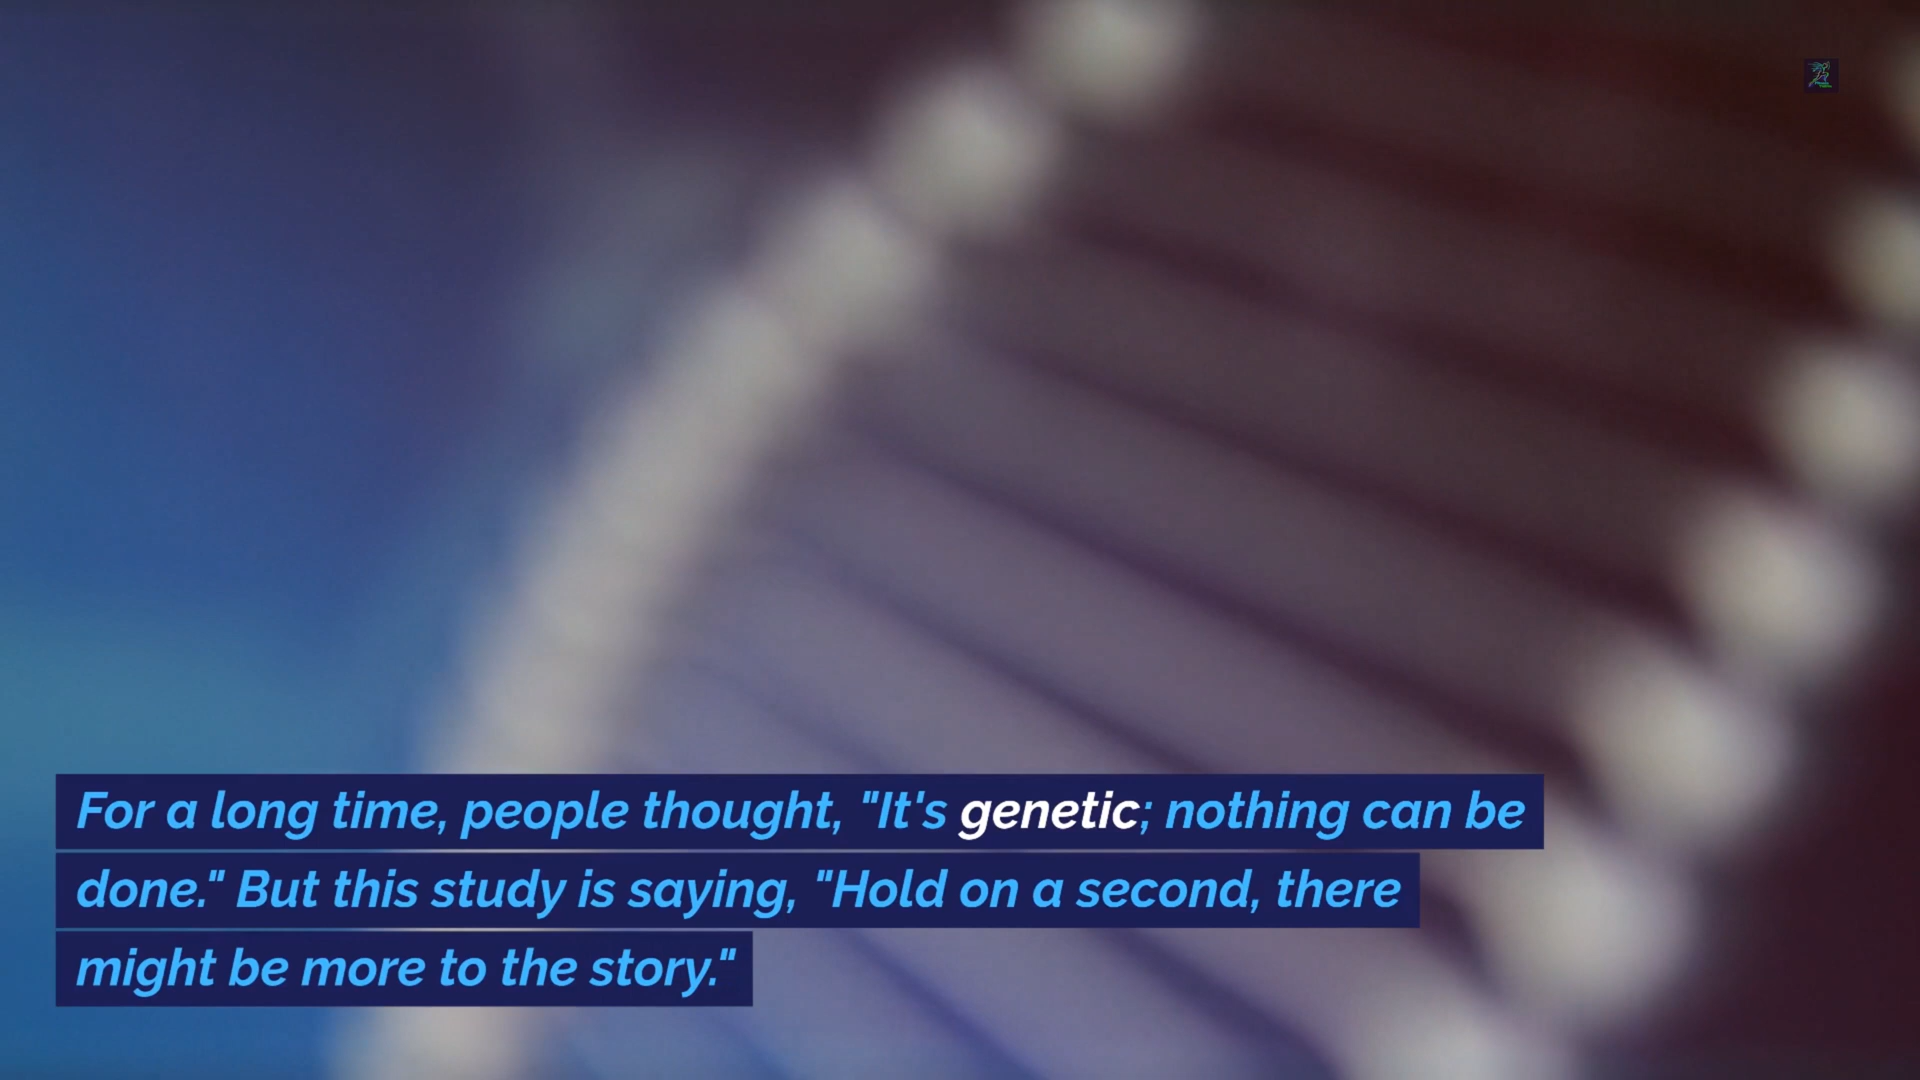 For a long time, people thought, "It's genetic; nothing can be
done." But this study is saying, "Hold on a second, there
might be more to the story."